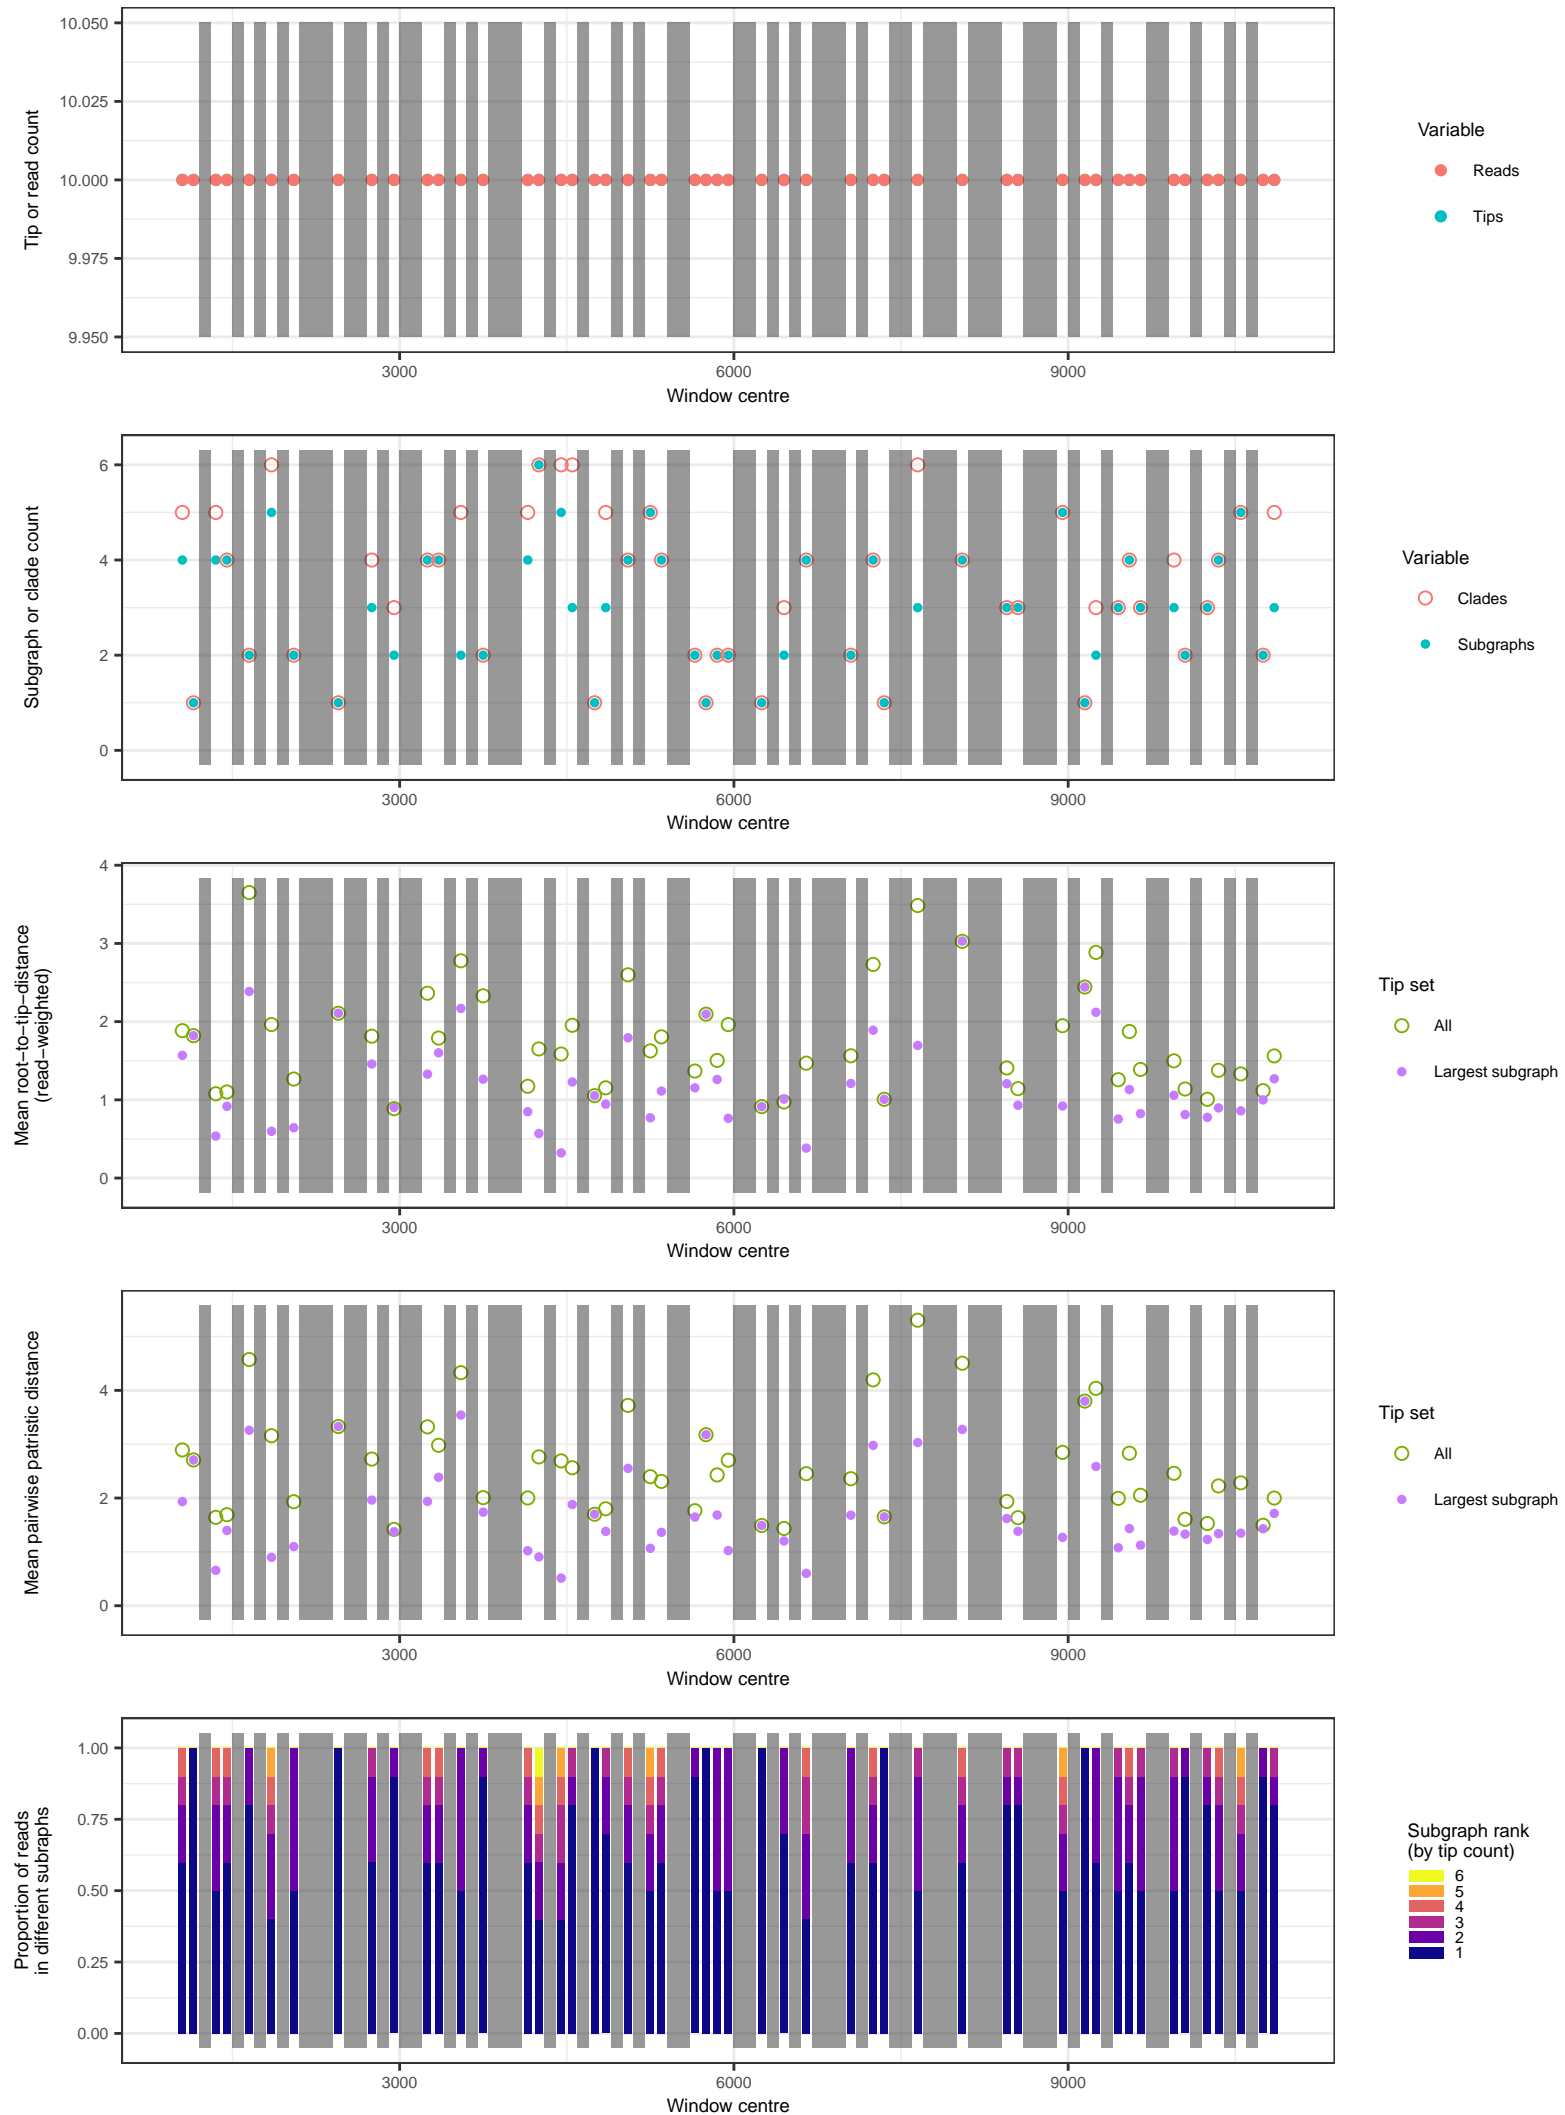 10.050
10.025
10.000
9.975
9.950
Tip or read count
3000
6000
9000
Window centre
Variable
Reads
Tips
6
4
2
0
Subgraph or clade count
3000
6000
9000
Window centre
Variable
Clades
Subgraphs
4
3
2
1
0
Mean root−to−tip−distance
(read−weighted)
3000
6000
9000
Window centre
Tip set
All
Largest subgraph
4
2
0
Mean pairwise patristic distance
3000
6000
9000
Window centre
Tip set
All
Largest subgraph
1.00
0.75
0.50
0.25
0.00
Proportion of reads
in different subraphs
3000
6000
9000
Window centre
Subgraph rank
(by tip count)
6
5
4
3
2
1